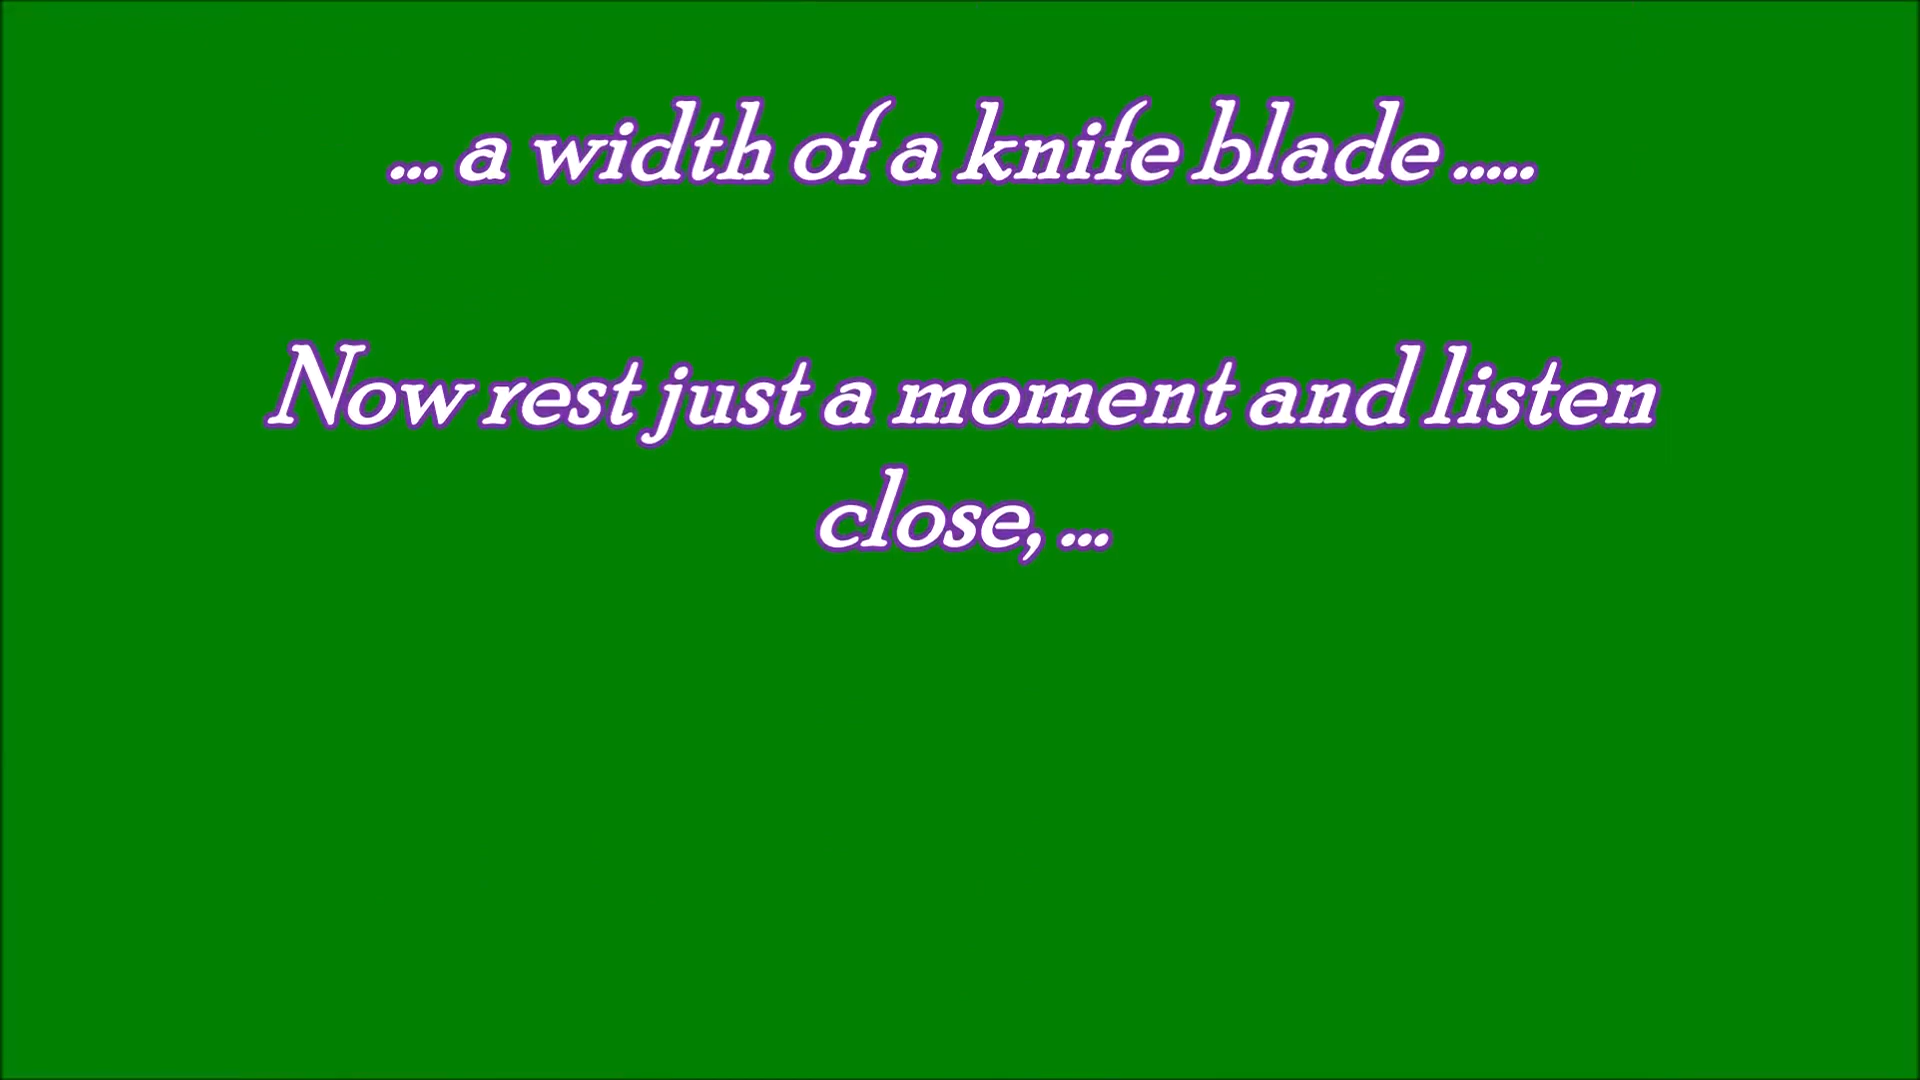 ... a width of a knife blade .....
Now rest just a moment and listen
close, ...